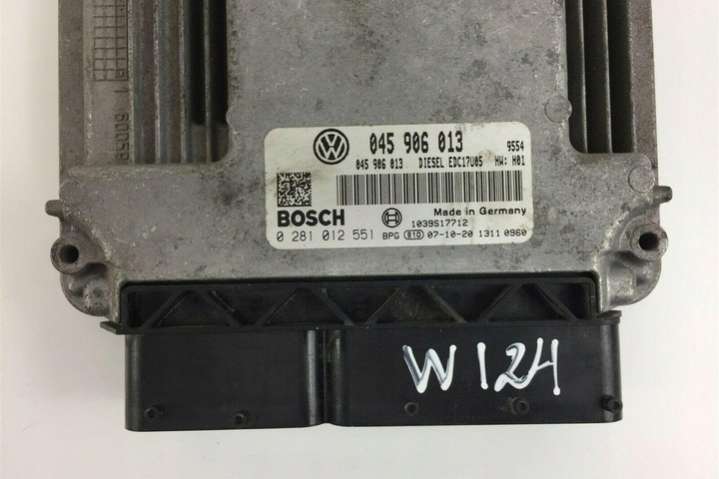 045 906 013 9554
045 906 013 DIESEL EDC17U05 HW: H01
BOSCH Made in Germany
1039S17712
0 281 012 551 BPG 810 07-10-20 1311 0960
W124